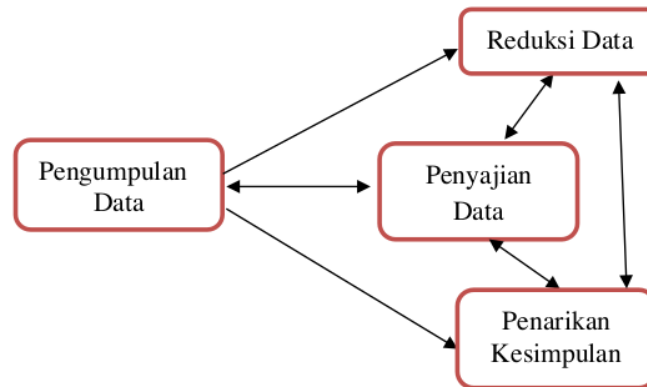 Reduksi Data
Pengumpulan
Data
Penyajian
Data
Penarikan
Kesimpulan